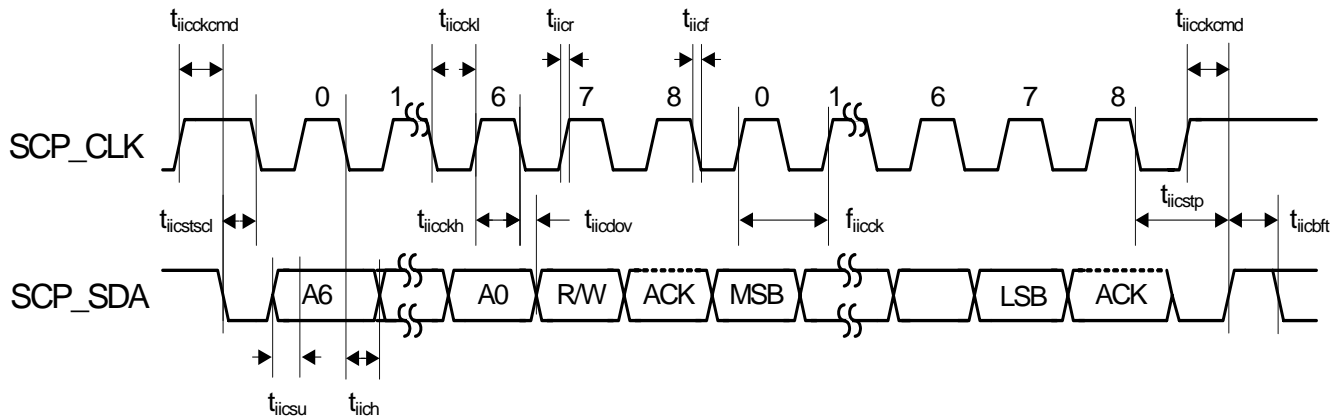 t_iicckcmd t_iicckl t_iicr t_iicf t_iicckcmd
0 1 6 7 8 0 1 6 7 8
SCP_CLK
t_iicstscl t_iicckh t_iicdov f_iicck t_iicstp t_iicbft
SCP_SDA A6 A0 R/W ACK MSB LSB ACK
t_iicsu t_iich